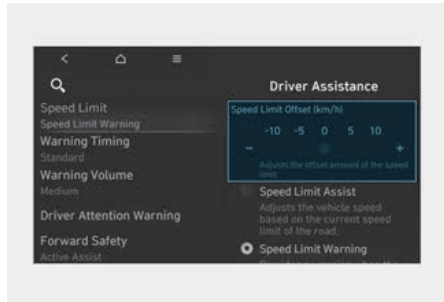 Driver Assistance
Speed Limit
Speed Limit Warning
Warning Timing
Standard
Warning Volume
Medium
Driver Attention Warning
Forward Safety
Active Assist
Speed Limit Offset (km/h)
-10 -5 0 5 10
− +
Adjusts the offset amount of the speed
limit.
Speed Limit Assist
Adjusts the vehicle speed
based on the current speed
limit of the road.
Speed Limit Warning